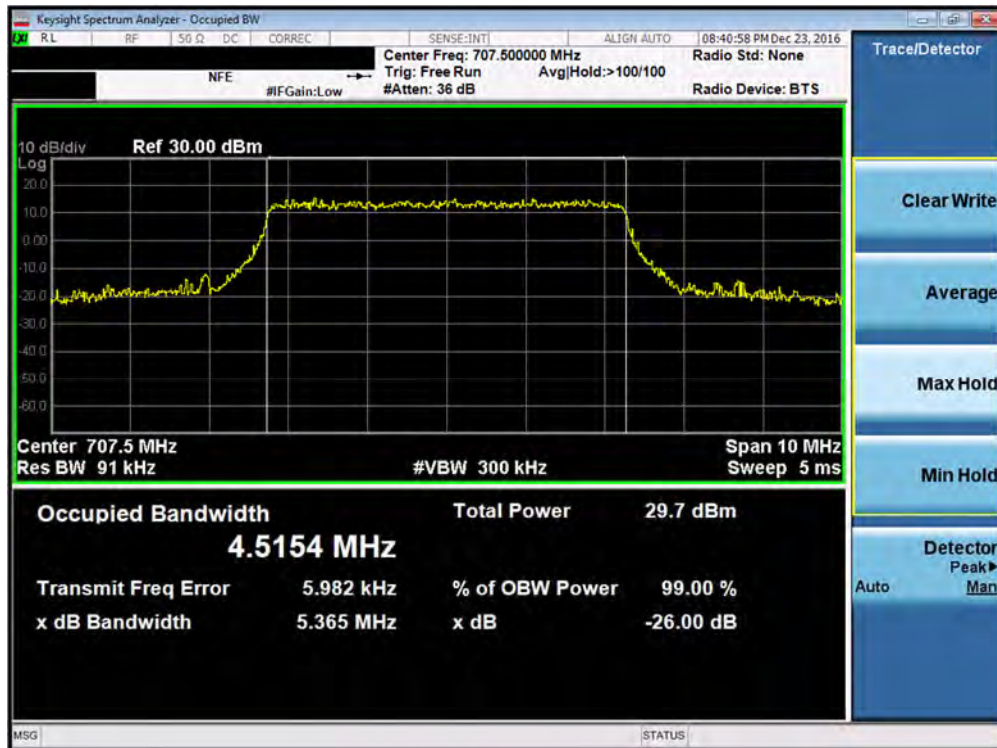 Keysight Spectrum Analyzer - Occupied BW
LXI RL RF 50 Ω DC CORREC SENSE:INT ALIGN AUTO 08:40:58 PM Dec 23, 2016
Center Freq: 707.500000 MHz Radio Std: None
NFE Trig: Free Run Avg|Hold:>100/100
#IFGain:Low #Atten: 36 dB Radio Device: BTS
Trace/Detector
10 dB/div Ref 30.00 dBm
Log
20.0
10.0
0.00
-10.0
-20.0
-30.0
-40.0
-50.0
-60.0
Center 707.5 MHz Span 10 MHz
Res BW 91 kHz #VBW 300 kHz Sweep 5 ms
Occupied Bandwidth Total Power 29.7 dBm
4.5154 MHz
Transmit Freq Error 5.982 kHz % of OBW Power 99.00 %
x dB Bandwidth 5.365 MHz x dB -26.00 dB
Clear Write
Average
Max Hold
Min Hold
Detector
Peak▶
Auto Man
MSG STATUS